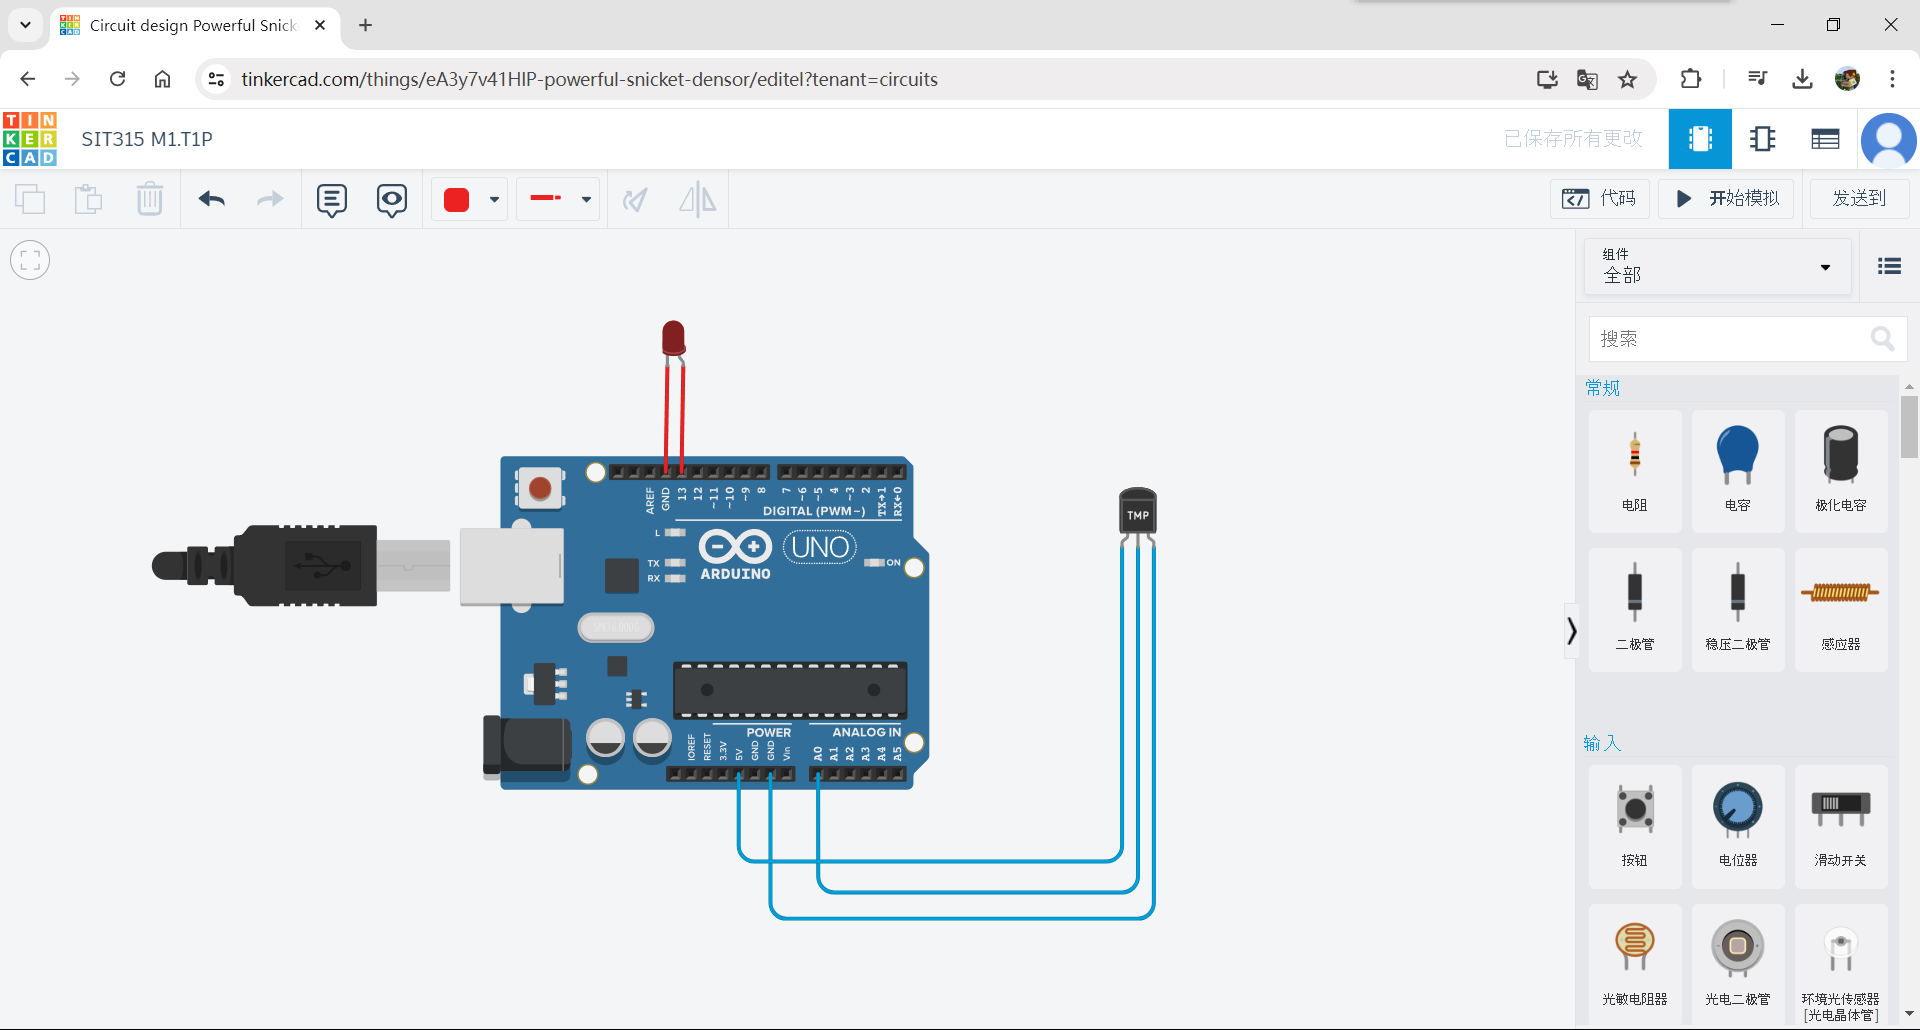 Circuit design Powerful Snick
tinkercad.com/things/eA3y7v41HIP-powerful-snicket-densor/editel?tenant=circuits
TIN
KER
CAD
SIT315 M1.T1P
已保存所有更改
代码
开始模拟
发送到
组件
全部
搜索
常规
电阻
电容
极化电容
二极管
稳压二极管
感应器
输入
按钮
电位器
滑动开关
光敏电阻器
光电二极管
环境光传感器
[光电晶体管]
AREF
GND
13
12
~11
~10
~9
8
7
~6
~5
4
~3
2
TX→1
RX←0
DIGITAL (PWM~)
L
TX
RX
ARDUINO
UNO
ON
TMP
POWER
ANALOG IN
IOREF
RESET
3.3V
5V
GND
GND
Vin
A0
A1
A2
A3
A4
A5